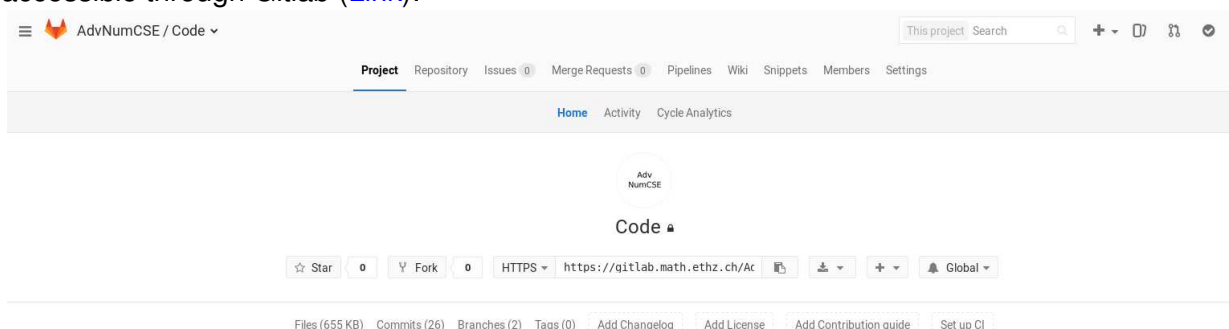 accessible through Gitlab (Link).
AdvNumCSE / Code
This project Search
Project Repository Issues 0 Merge Requests 0 Pipelines Wiki Snippets Members Settings
Home Activity Cycle Analytics
Adv
NumCSE
Code
Star 0 Fork 0 HTTPS https://gitlab.math.ethz.ch/Ac Global
Files (655 KB) Commits (26) Branches (2) Tags (0) Add Changelog Add License Add Contribution guide Set up CI